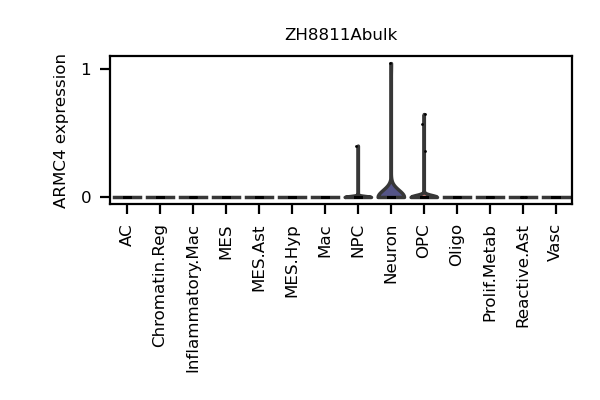 ZH8811Abulk
ARMC4 expression
1
0
AC
Chromatin.Reg
Inflammatory.Mac
MES
MES.Ast
MES.Hyp
Mac
NPC
Neuron
OPC
Oligo
Prolif.Metab
Reactive.Ast
Vasc